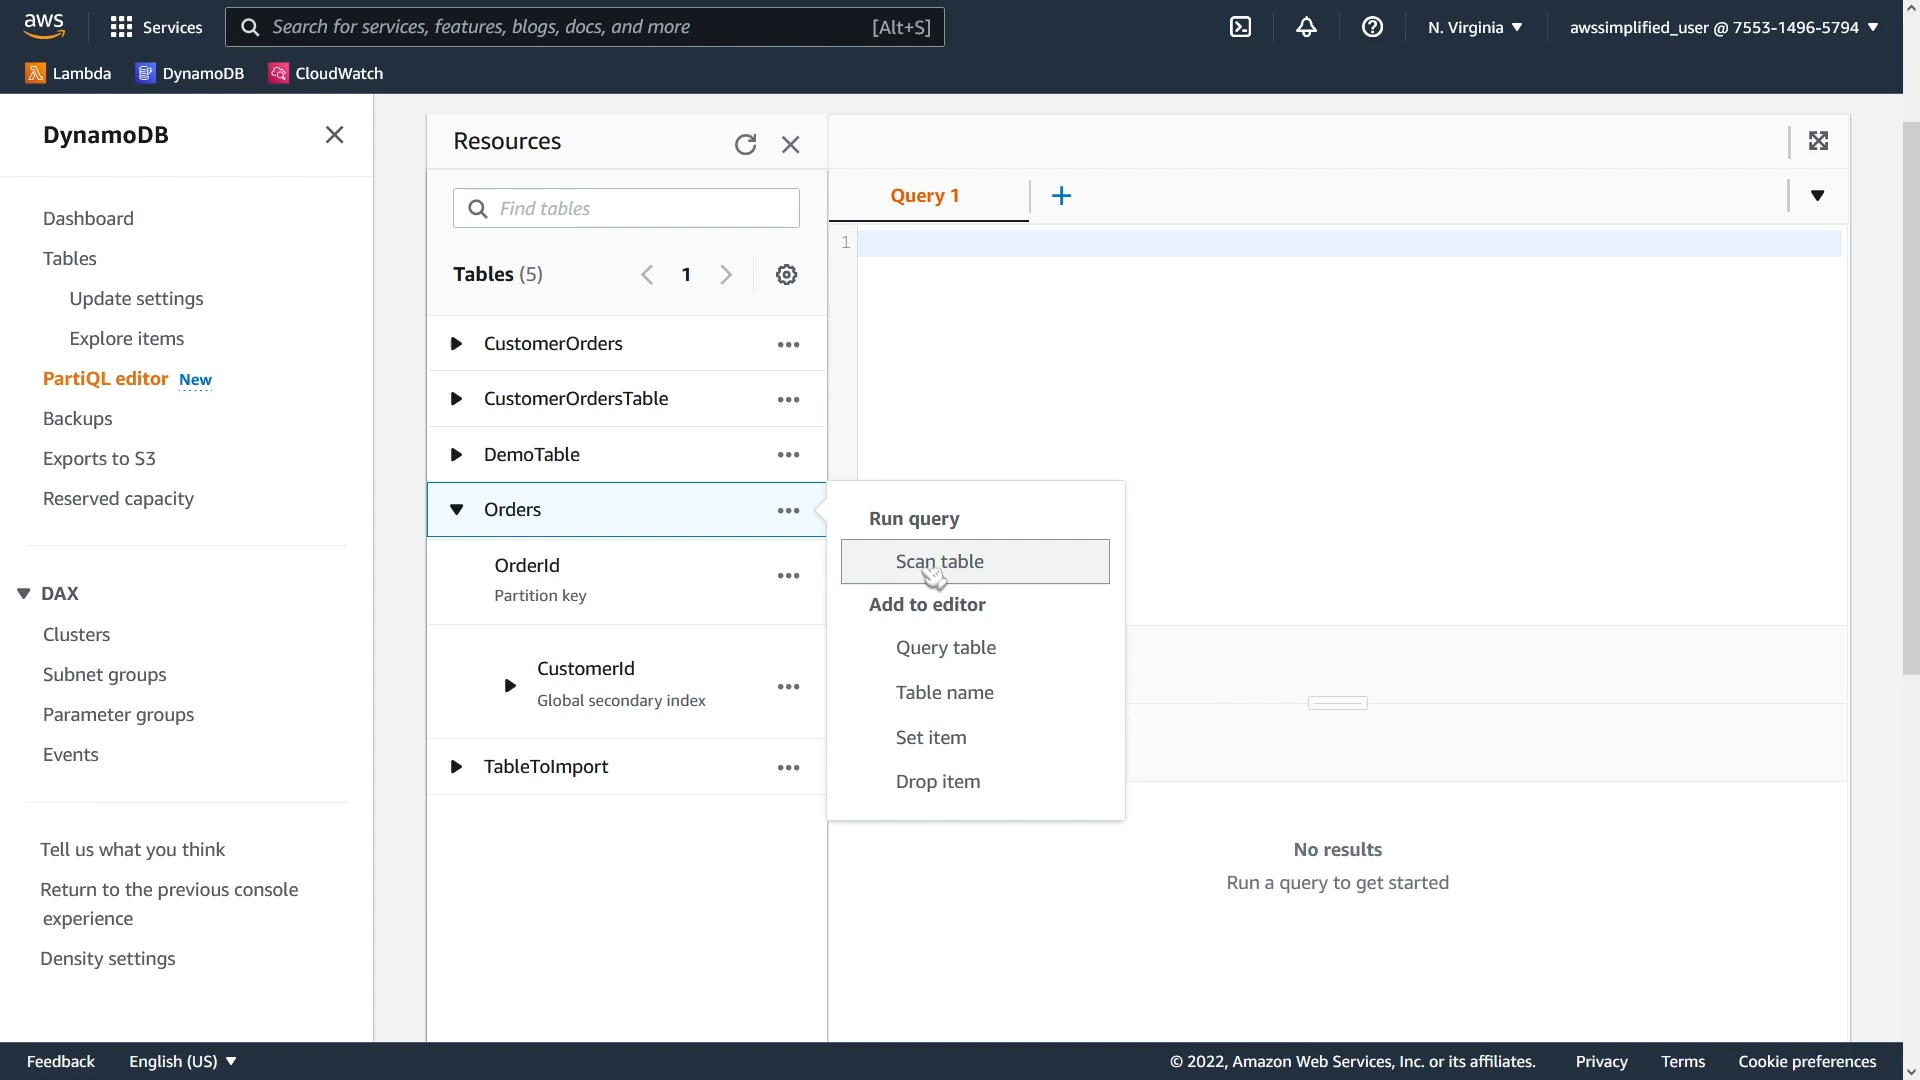 aws
Services
Search for services, features, blogs, docs, and more
[Alt+S]
N. Virginia
awssimplified_user @ 7553-1496-5794
Lambda
DynamoDB
CloudWatch
DynamoDB
Dashboard
Tables
Update settings
Explore items
PartiQL editor New
Backups
Exports to S3
Reserved capacity
DAX
Clusters
Subnet groups
Parameter groups
Events
Tell us what you think
Return to the previous console
experience
Density settings
Resources
Find tables
Tables (5)
1
CustomerOrders
CustomerOrdersTable
DemoTable
Orders
OrderId
Partition key
CustomerId
Global secondary index
TableToImport
Query 1
1
Run query
Scan table
Add to editor
Query table
Table name
Set item
Drop item
No results
Run a query to get started
Feedback
English (US)
© 2022, Amazon Web Services, Inc. or its affiliates.
Privacy
Terms
Cookie preferences